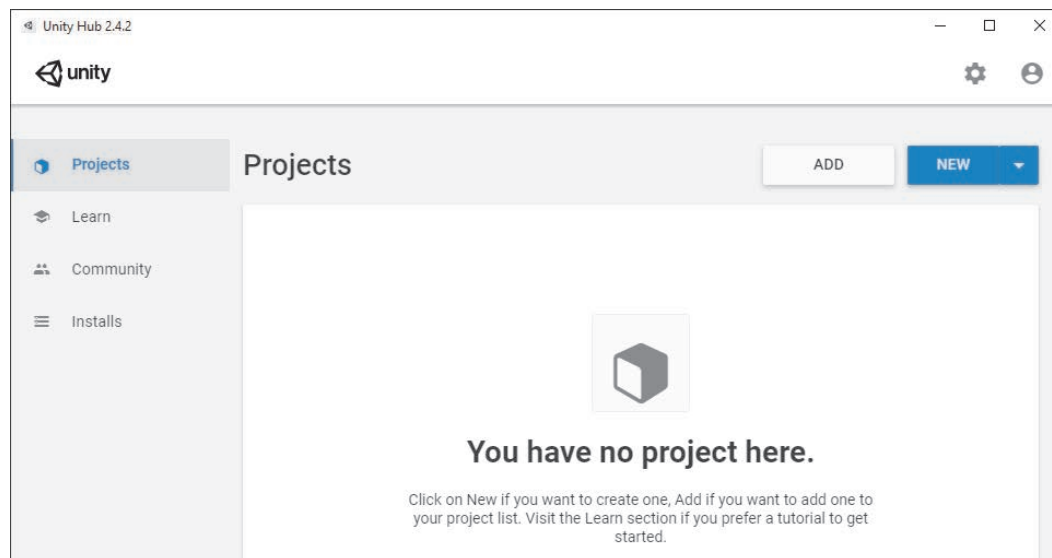 Unity Hub 2.4.2
unity
Projects
Learn
Community
Installs
Projects
ADD
NEW
You have no project here.
Click on New if you want to create one, Add if you want to add one to
your project list. Visit the Learn section if you prefer a tutorial to get
started.